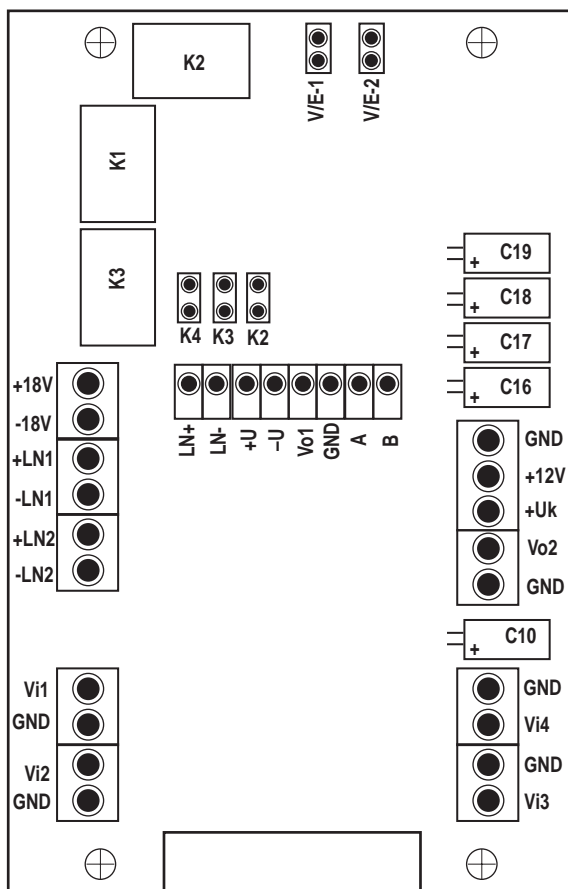 K2
V/E-1
V/E-2
K1
K3
C19
+
C18
+
C17
+
C16
+
K4
K3
K2
+18V
-18V
+LN1
-LN1
+LN2
-LN2
LN+
LN-
+U
–U
Vo1
GND
A
B
GND
+12V
+Uk
Vo2
GND
C10
+
Vi1
GND
Vi2
GND
GND
Vi4
GND
Vi3